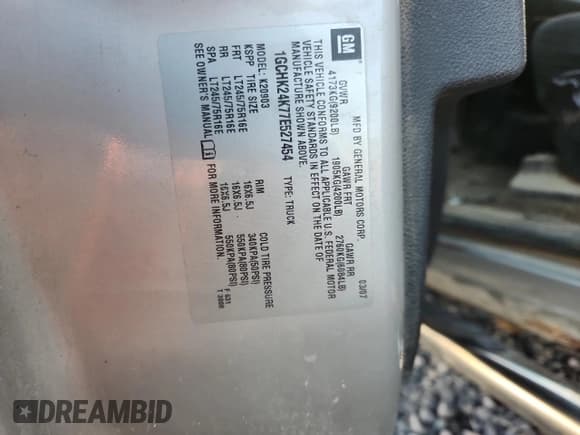 GM
MFD BY GENERAL MOTORS CORP. 03/07
GVWR GAWR FRT GAWR RR
4173KG(9200LB) 1905KG(4200LB) 2760KG(6084LB)
THIS VEHICLE CONFORMS TO ALL APPLICABLE U.S. FEDERAL MOTOR
VEHICLE SAFETY STANDARDS IN EFFECT ON THE DATE OF
MANUFACTURE SHOWN ABOVE.
1GCHK24K77E527454 TYPE: TRUCK
MODEL: K20903
KSPP TIRE SIZE RIM COLD TIRE PRESSURE
FRT LT245/75R16E 16X6.5J 340KPA(50PSI)
RR LT245/75R16E 16X6.5J 550KPA(80PSI)
SPA LT245/75R16E 16X6.5J 550KPA(80PSI)
SEE OWNER'S MANUAL FOR MORE INFORMATION.
DREAMBID